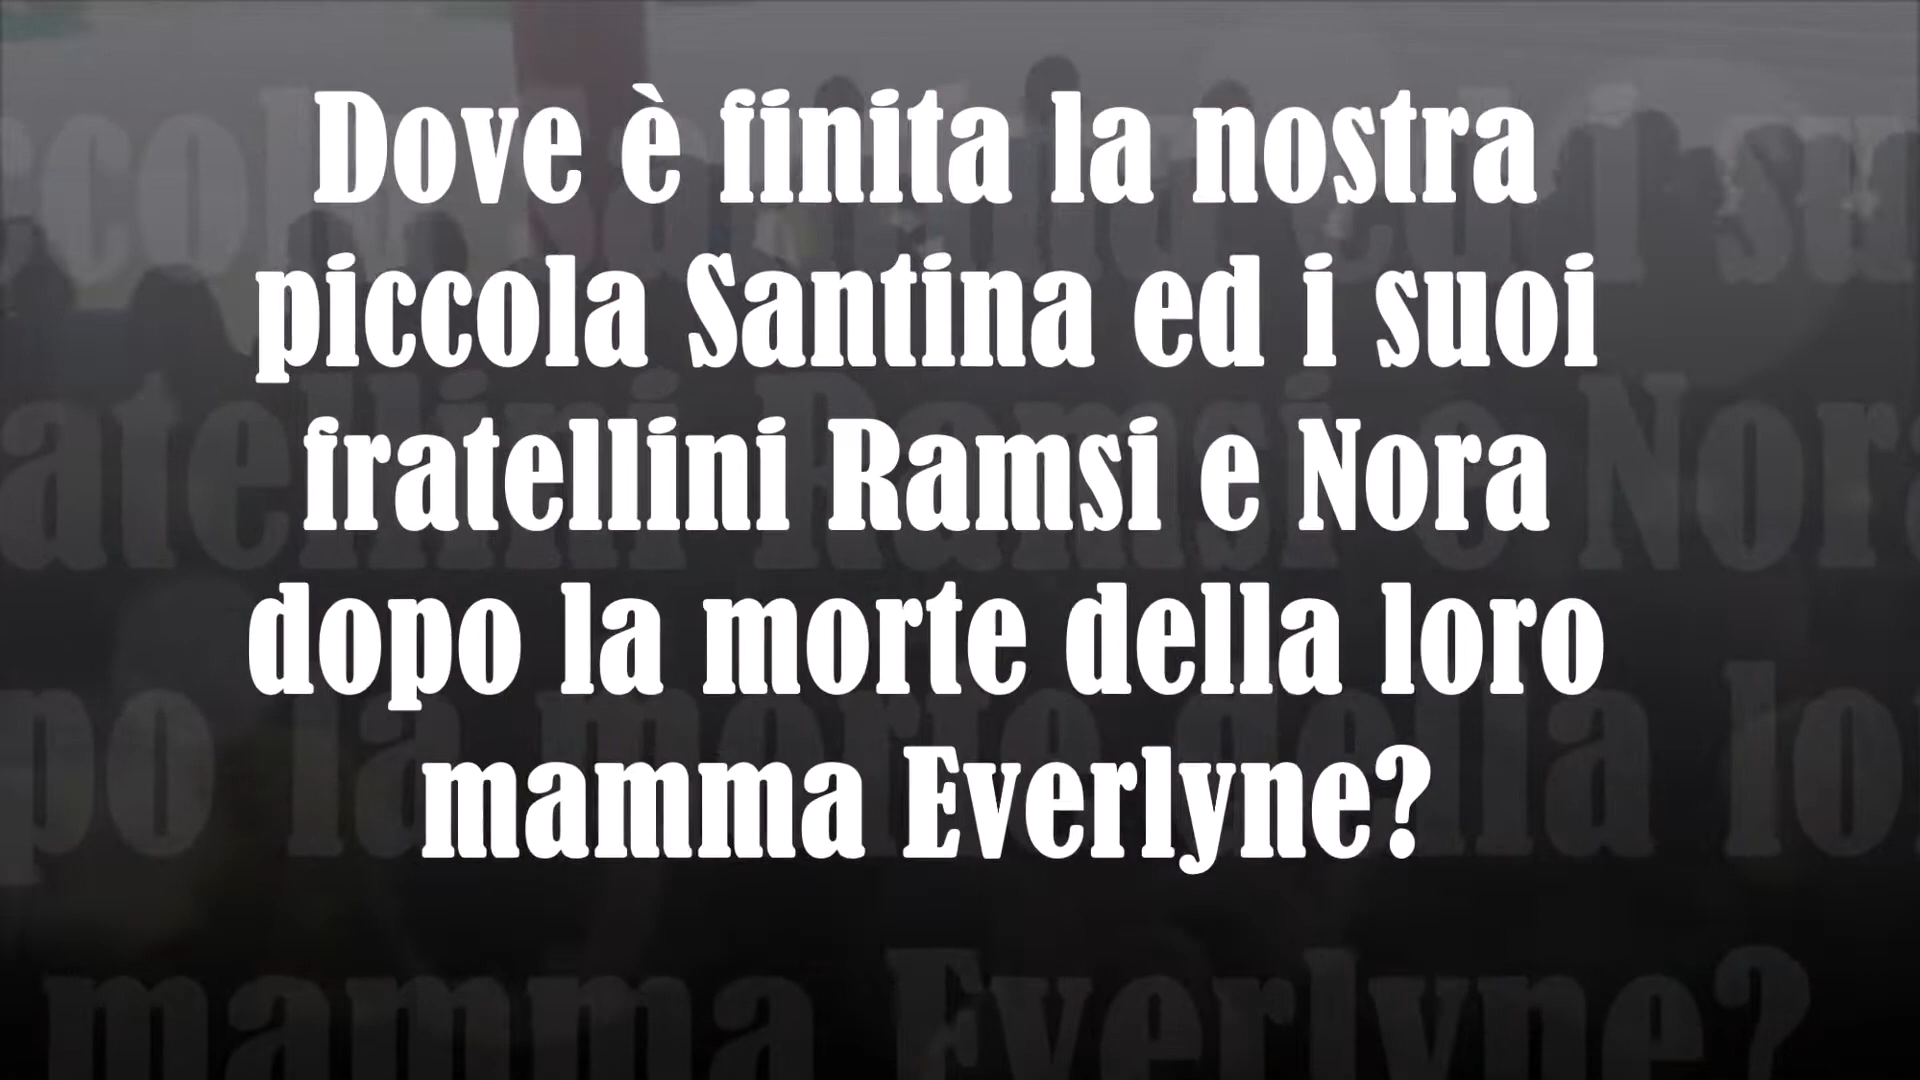 Dove è finita la nostra
piccola Santina ed i suoi
fratellini Ramsi e Nora
dopo la morte della loro
mamma Everlyne?